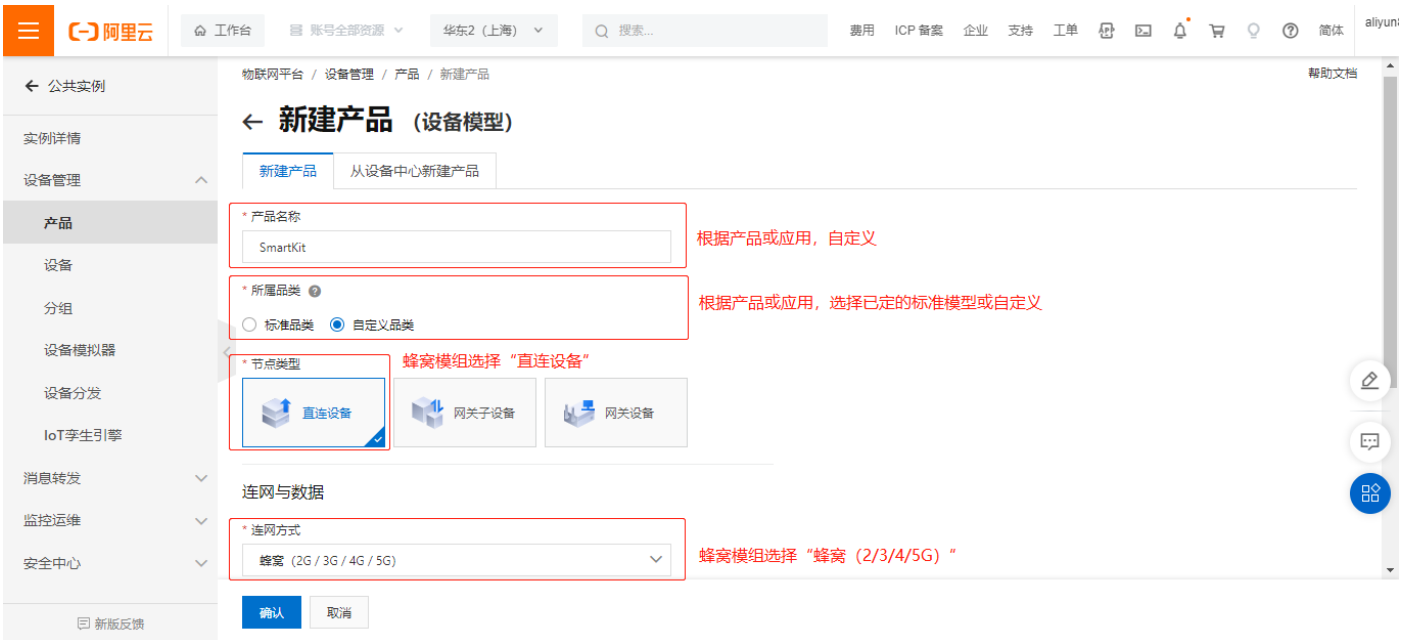 阿里云
工作台
账号全部资源
华东2（上海）
搜索...
费用
ICP 备案
企业
支持
工单
简体
公共实例
实例详情
设备管理
产品
设备
分组
设备模拟器
设备分发
IoT孪生引擎
消息转发
监控运维
安全中心
新版反馈
物联网平台 / 设备管理 / 产品 / 新建产品
帮助文档
新建产品 （设备模型）
新建产品
从设备中心新建产品
* 产品名称
SmartKit
根据产品或应用，自定义
* 所属品类
标准品类
自定义品类
根据产品或应用，选择已定的标准模型或自定义
* 节点类型
蜂窝模组选择“直连设备”
直连设备
网关子设备
网关设备
连网与数据
* 连网方式
蜂窝（2G / 3G / 4G / 5G）
蜂窝模组选择“蜂窝（2/3/4/5G）”
确认
取消